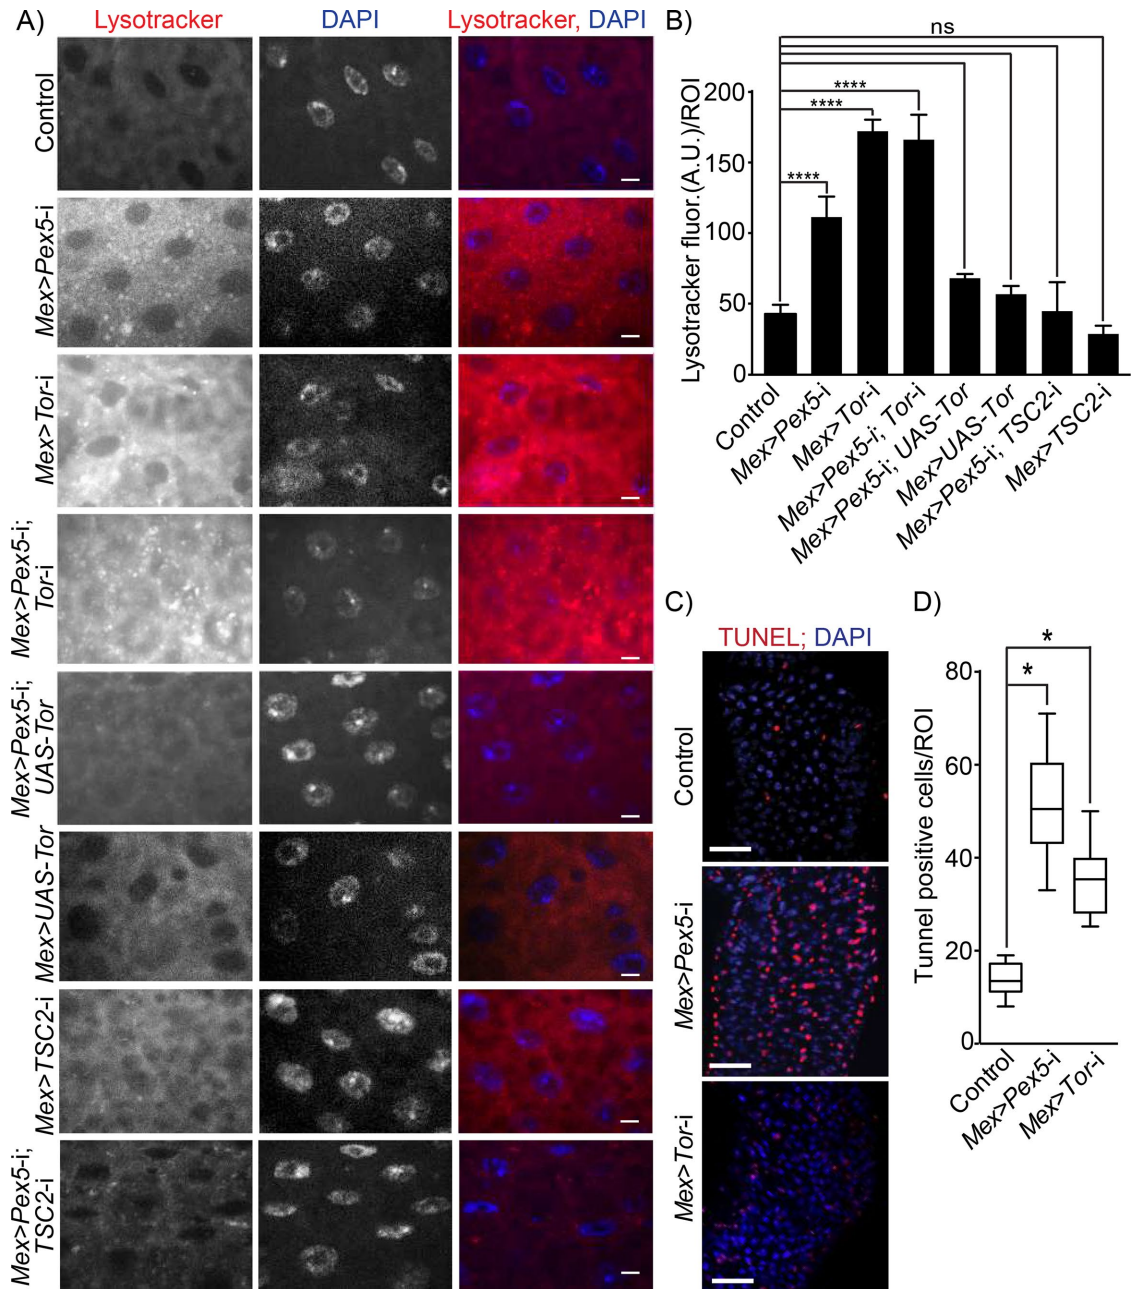 A)
Lysotracker
DAPI
Lysotracker, DAPI
Control
Mex>Pex5-i
Mex>Tor-i
Mex>Pex5-i;
Tor-i
Mex>Pex5-i;
UAS-Tor
Mex>UAS-Tor
Mex>TSC2-i
Mex>Pex5-i;
TSC2-i
B)
ns
****
****
****
Lysotracker fluor.(A.U.)/ROI
200
150
100
50
0
Control
Mex>Pex5-i
Mex>Tor-i
Mex>Pex5-i; Tor-i
Mex>Pex5-i; UAS-Tor
Mex>UAS-Tor
Mex>Pex5-i; TSC2-i
Mex>TSC2-i
C)
TUNEL; DAPI
Control
Mex>Pex5-i
Mex>Tor-i
D)
*
*
Tunnel positive cells/ROI
80
60
40
20
0
Control
Mex>Pex5-i
Mex>Tor-i